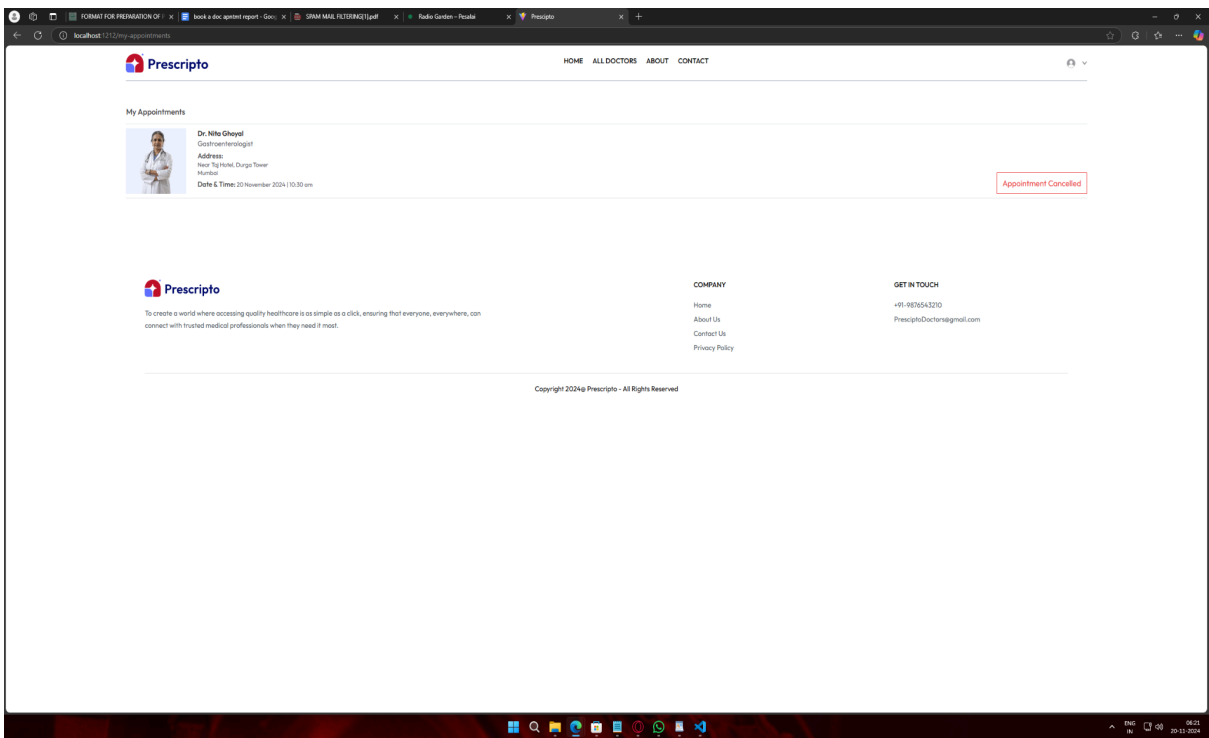 FORMAT FOR PREPARATION OF
book a doc apntmt report - Goo
SPAM MAIL FILTERING[1].pdf
Radio Garden – Pesalai
Prescipto
localhost:1212/my-appointments
Prescripto
HOME ALL DOCTORS ABOUT CONTACT
My Appointments
Dr. Nita Ghoyal
Gastroenterologist
Address:
Near Taj Hotel, Durga Tower
Mumbai
Date & Time: 20 November 2024 | 10:30 am
Appointment Cancelled
Prescripto
To create a world where accessing quality healthcare is as simple as a click, ensuring that everyone, everywhere, can
connect with trusted medical professionals when they need it most.
COMPANY
Home
About Us
Contact Us
Privacy Policy
GET IN TOUCH
+91-9876543210
PresciptoDoctors@gmail.com
Copyright 2024@ Prescripto - All Rights Reserved
ENG
IN
06:21
20-11-2024